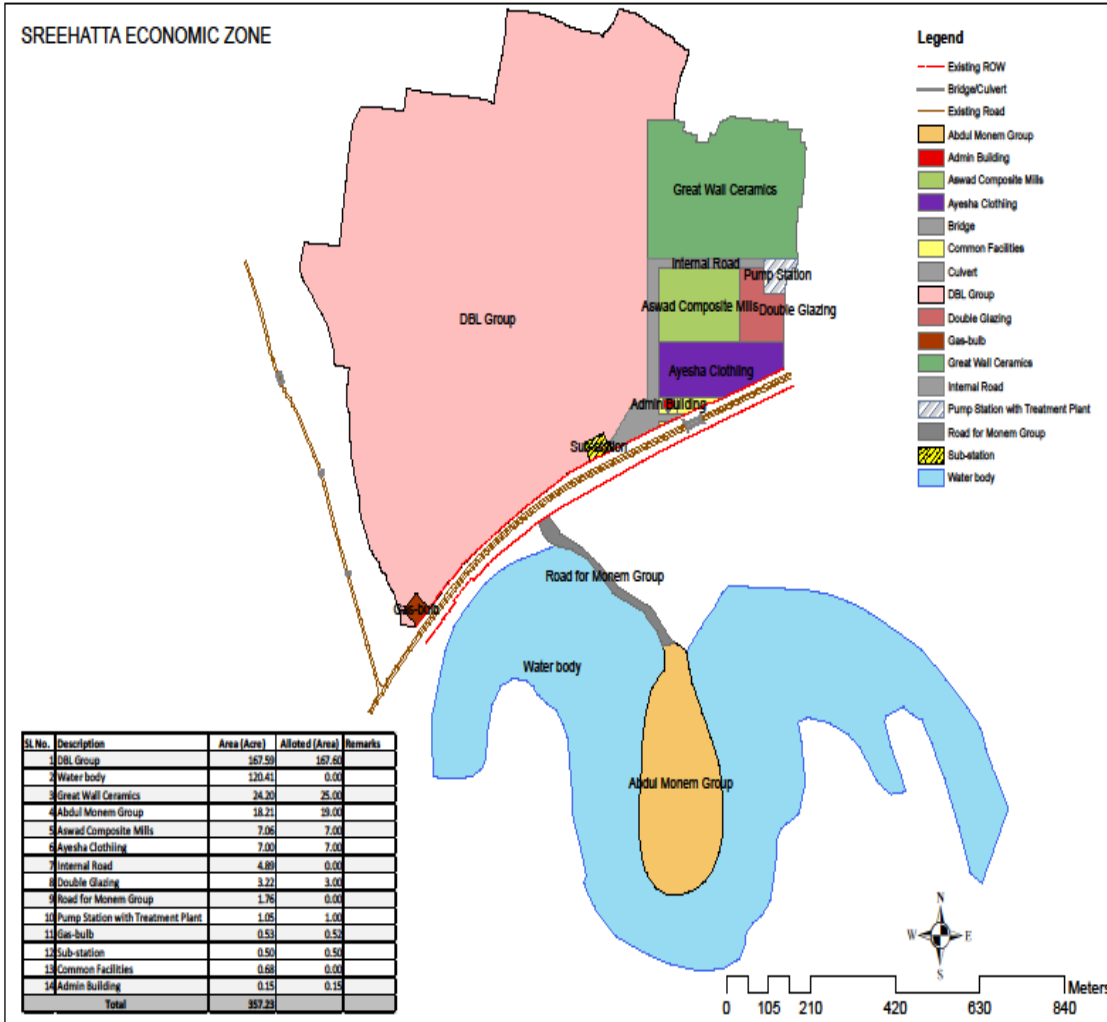 SREEHATTA ECONOMIC ZONE
Legend
Existing ROW
Bridge/Culvert
Existing Road
Abdul Monem Group
Admin Building
Aswad Composite Mills
Ayesha Clothiing
Bridge
Common Facilities
Culvert
DBL Group
Double Glazing
Gas-bulb
Great Wall Ceramics
Internal Road
Pump Station with Treatment Plant
Road for Monem Group
Sub-station
Water body
Great Wall Ceramics
Internal Road
Pump Station
Aswad Composite Mills
Double Glazing
DBL Group
Ayesha Clothiing
Admin Building
Sub-station
Road for Monem Group
Gas-bulb
Water body
Abdul Monem Group
SL No. Description Area (Acre) Alloted (Area) Remarks
1 DBL Group 167.59 167.60
2 Water body 120.41 0.00
3 Great Wall Ceramics 24.20 25.00
4 Abdul Monem Group 18.21 19.00
5 Aswad Composite Mills 7.06 7.00
6 Ayesha Clothiing 7.00 7.00
7 Internal Road 4.89 0.00
8 Double Glazing 3.22 3.00
9 Road for Monem Group 1.76 0.00
10 Pump Station with Treatment Plant 1.05 1.00
11 Gas-bulb 0.53 0.52
12 Sub-station 0.50 0.50
13 Common Facilities 0.68 0.00
14 Admin Building 0.15 0.15
Total 357.23
N
W E
S
Meters
0 105 210 420 630 840